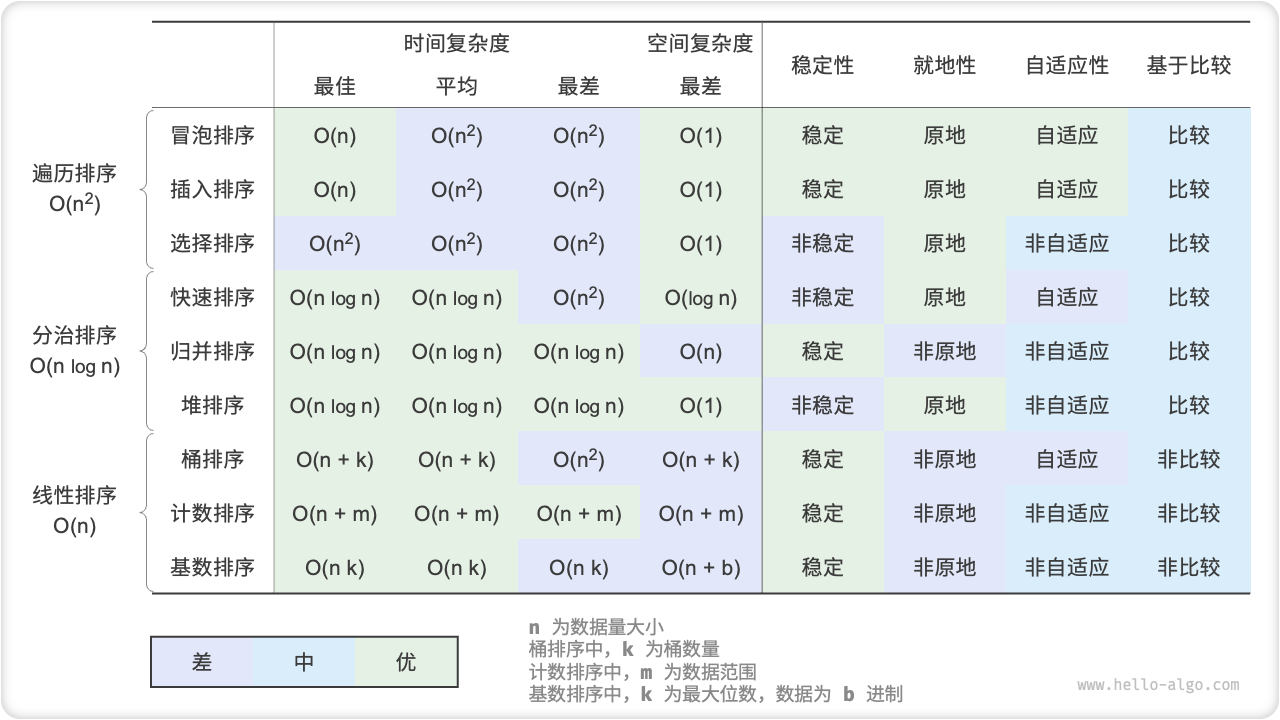 时间复杂度 空间复杂度
最佳 平均 最差 最差 稳定性 就地性 自适应性 基于比较
遍历排序
O(n²)
冒泡排序 O(n) O(n²) O(n²) O(1) 稳定 原地 自适应 比较
插入排序 O(n) O(n²) O(n²) O(1) 稳定 原地 自适应 比较
选择排序 O(n²) O(n²) O(n²) O(1) 非稳定 原地 非自适应 比较
分治排序
O(n log n)
快速排序 O(n log n) O(n log n) O(n²) O(log n) 非稳定 原地 自适应 比较
归并排序 O(n log n) O(n log n) O(n log n) O(n) 稳定 非原地 非自适应 比较
堆排序 O(n log n) O(n log n) O(n log n) O(1) 非稳定 原地 非自适应 比较
线性排序
O(n)
桶排序 O(n + k) O(n + k) O(n²) O(n + k) 稳定 非原地 自适应 非比较
计数排序 O(n + m) O(n + m) O(n + m) O(n + m) 稳定 非原地 非自适应 非比较
基数排序 O(n k) O(n k) O(n k) O(n + b) 稳定 非原地 非自适应 非比较
差 中 优
n 为数据量大小
桶排序中，k 为桶数量
计数排序中，m 为数据范围
基数排序中，k 为最大位数，数据为 b 进制
www.hello-algo.com